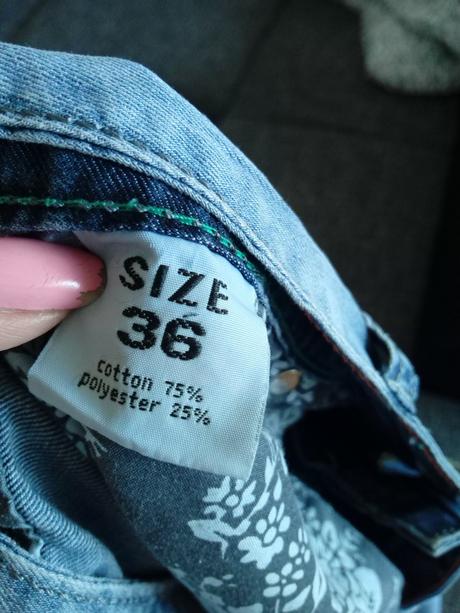 SIZE
36
cotton 75%
polyester 25%